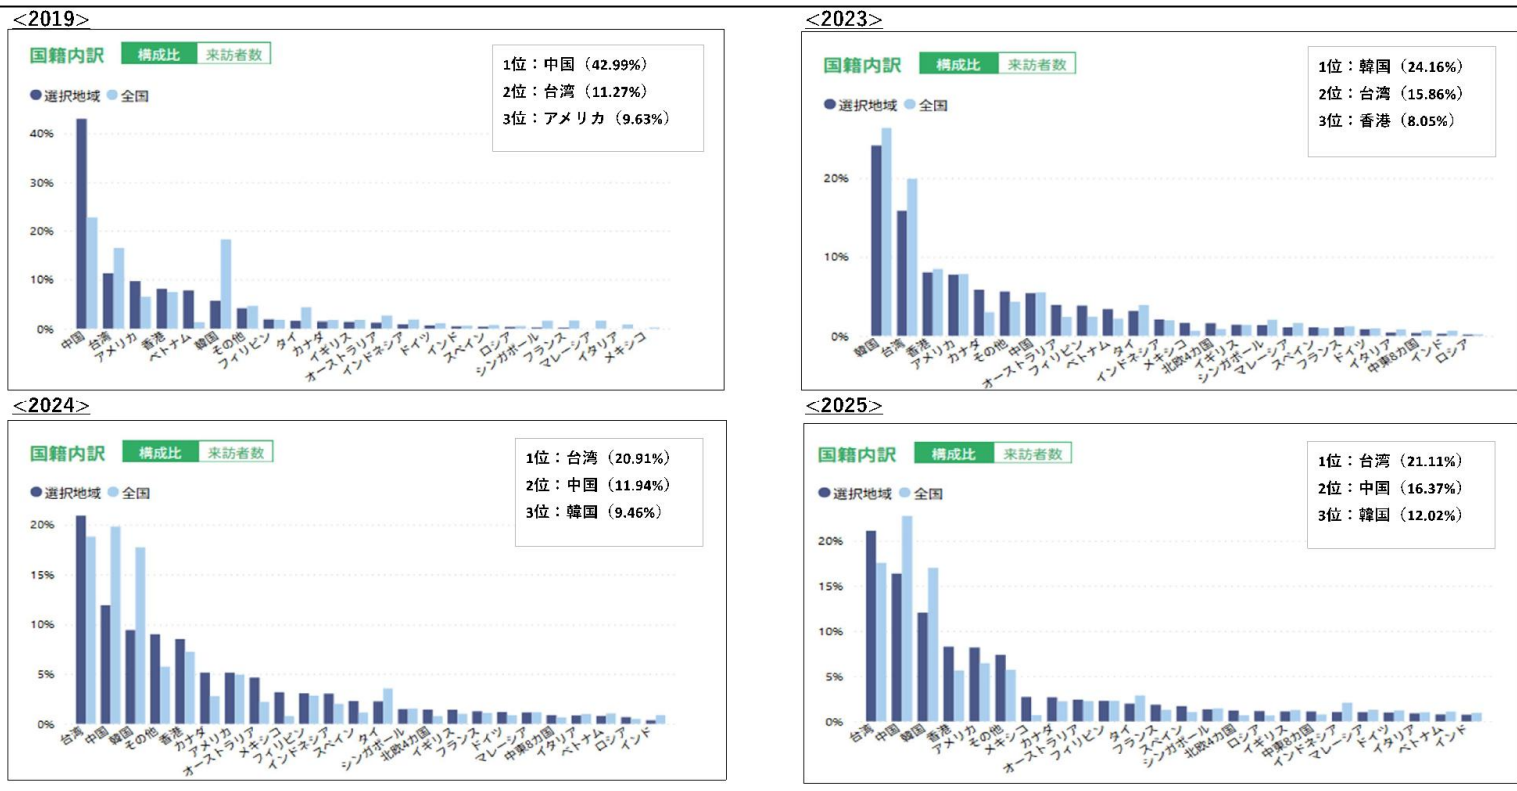 <2019>
国籍内訳 構成比 来訪者数
選択地域 全国
1位：中国（42.99%）
2位：台湾（11.27%）
3位：アメリカ（9.63%）
40%
30%
20%
10%
0%
中国 台湾 アメリカ 香港 ベトナム 韓国 その他 フィリピン タイ カナダ イギリス オーストラリア インドネシア ドイツ インド スペイン ロシア シンガポール フランス マレーシア イタリア メキシコ
<2023>
国籍内訳 構成比 来訪者数
選択地域 全国
1位：韓国（24.16%）
2位：台湾（15.86%）
3位：香港（8.05%）
20%
10%
0%
韓国 台湾 香港 アメリカ カナダ その他 中国 オーストラリア フィリピン ベトナム タイ インドネシア メキシコ 北欧4カ国 イギリス シンガポール マレーシア スペイン フランス ドイツ イタリア 中東8カ国 インド ロシア
<2024>
国籍内訳 構成比 来訪者数
選択地域 全国
1位：台湾（20.91%）
2位：中国（11.94%）
3位：韓国（9.46%）
20%
15%
10%
5%
0%
台湾 中国 韓国 その他 香港 カナダ アメリカ オーストラリア メキシコ フィリピン インドネシア スペイン タイ シンガポール 北欧4カ国 イギリス フランス ドイツ マレーシア 中東8カ国 イタリア ベトナム ロシア インド
<2025>
国籍内訳 構成比 来訪者数
選択地域 全国
1位：台湾（21.11%）
2位：中国（16.37%）
3位：韓国（12.02%）
20%
15%
10%
5%
0%
台湾 中国 韓国 香港 アメリカ その他 メキシコ カナダ オーストラリア フィリピン タイ フランス スペイン シンガポール 北欧4カ国 ロシア イギリス 中東8カ国 インドネシア マレーシア ドイツ イタリア ベトナム インド